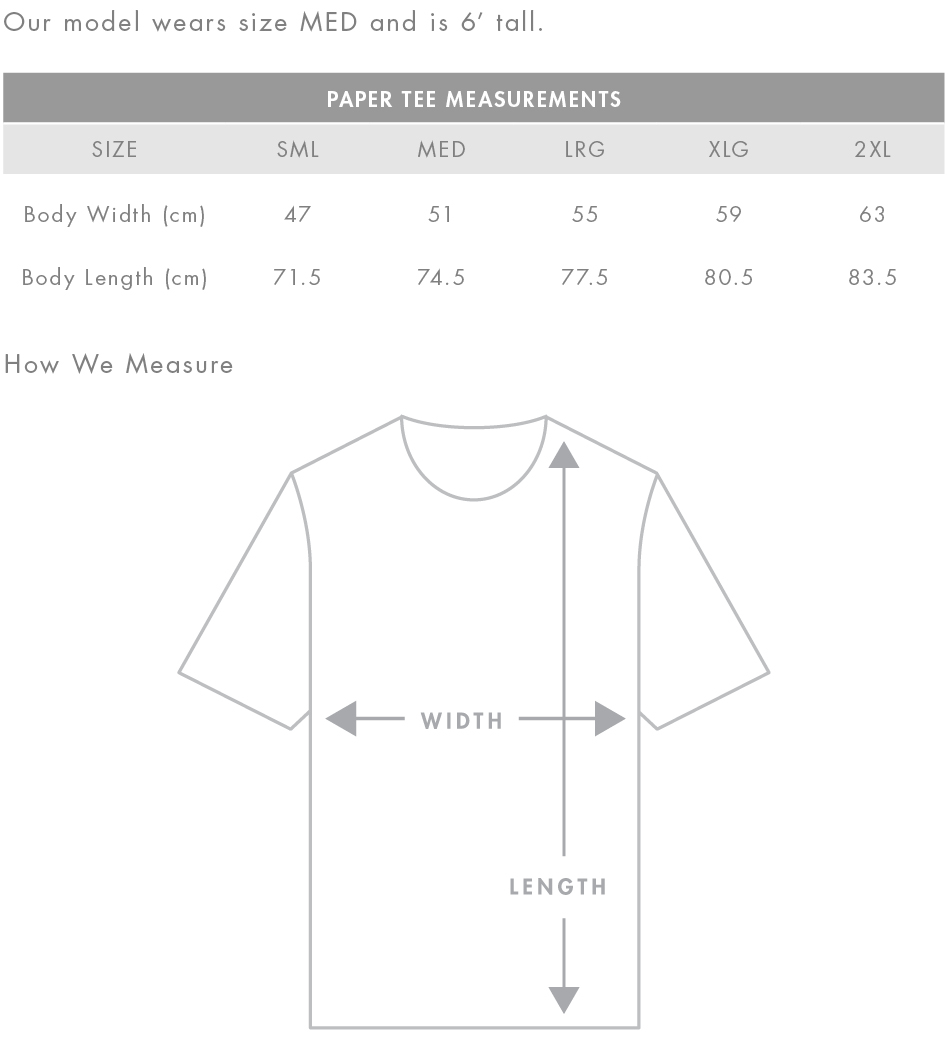 Our model wears size MED and is 6’ tall.
PAPER TEE MEASUREMENTS
SIZE SML MED LRG XLG 2XL
Body Width (cm) 47 51 55 59 63
Body Length (cm) 71.5 74.5 77.5 80.5 83.5
How We Measure
WIDTH
LENGTH